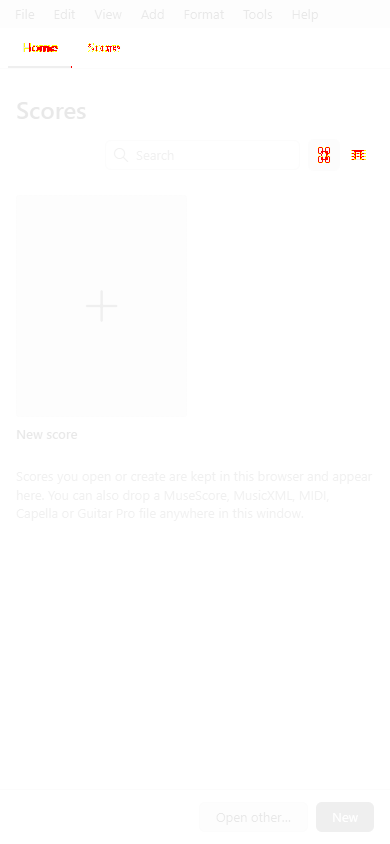 File Edit View Add Format Tools Help
Home
Scores
Search
New score
Scores you open or create are kept in this browser and appear
here. You can also drop a MuseScore, MusicXML, MIDI,
Capella or Guitar Pro file anywhere in this window.
Open other... New